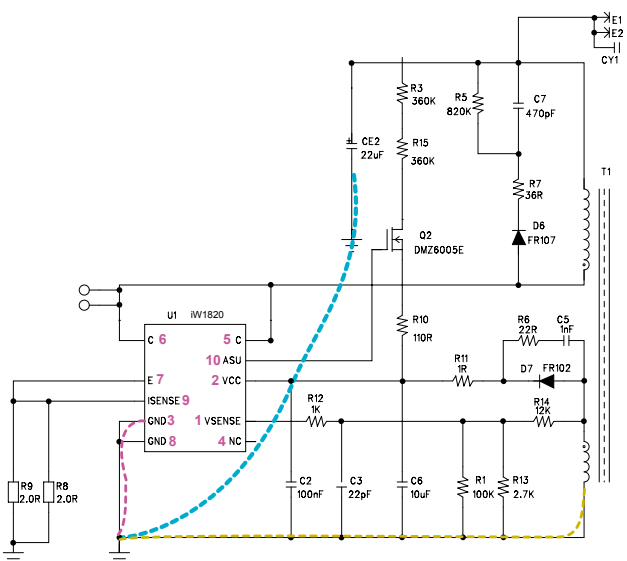 E1
E2
CY1
R3
360K
R5
820K
C7
470pF
CE2
22uF
R15
360K
T1
R7
36R
Q2
DMZ6005E
D6
FR107
U1 iW1820
C 6
5 C
10 ASU
R10
110R
R6
22R
C5
1nF
E 7
2 VCC
R11
1R
D7 FR102
ISENSE 9
GND 3
1 VSENSE
R12
1K
R14
12K
GND 8
4 NC
R9
2.0R
R8
2.0R
C2
100nF
C3
22pF
C6
10uF
R1
100K
R13
2.7K